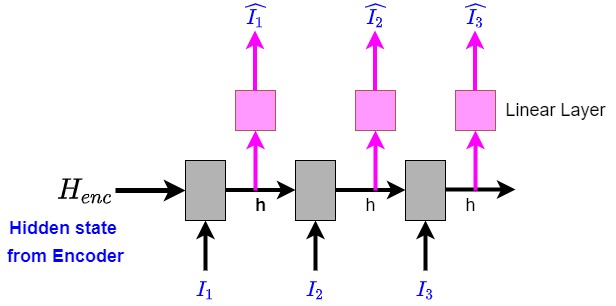 $\widehat{I_1}$ $\widehat{I_2}$ $\widehat{I_3}$
Linear Layer
$H_{enc}$
h h h
Hidden state
from Encoder
$I_1$ $I_2$ $I_3$